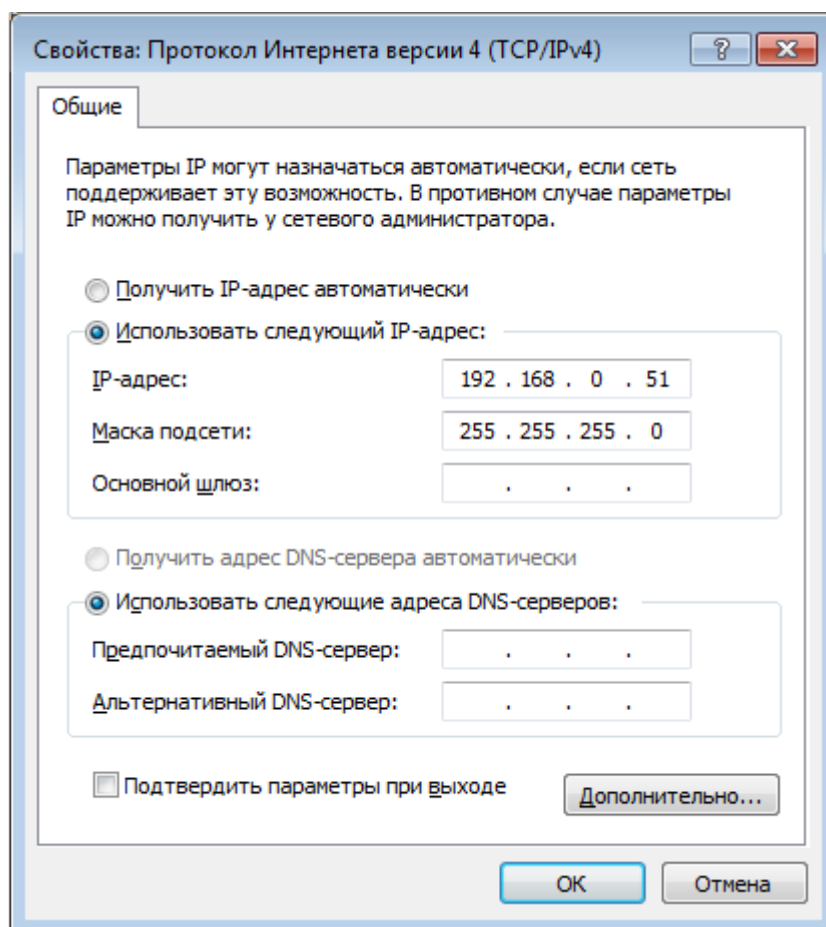 Свойства: Протокол Интернета версии 4 (TCP/IPv4)
Общие
Параметры IP могут назначаться автоматически, если сеть
поддерживает эту возможность. В противном случае параметры
IP можно получить у сетевого администратора.
Получить IP-адрес автоматически
Использовать следующий IP-адрес:
IP-адрес: 192 . 168 . 0 . 51
Маска подсети: 255 . 255 . 255 . 0
Основной шлюз: . . .
Получить адрес DNS-сервера автоматически
Использовать следующие адреса DNS-серверов:
Предпочитаемый DNS-сервер: . . .
Альтернативный DNS-сервер: . . .
Подтвердить параметры при выходе
Дополнительно...
ОК Отмена